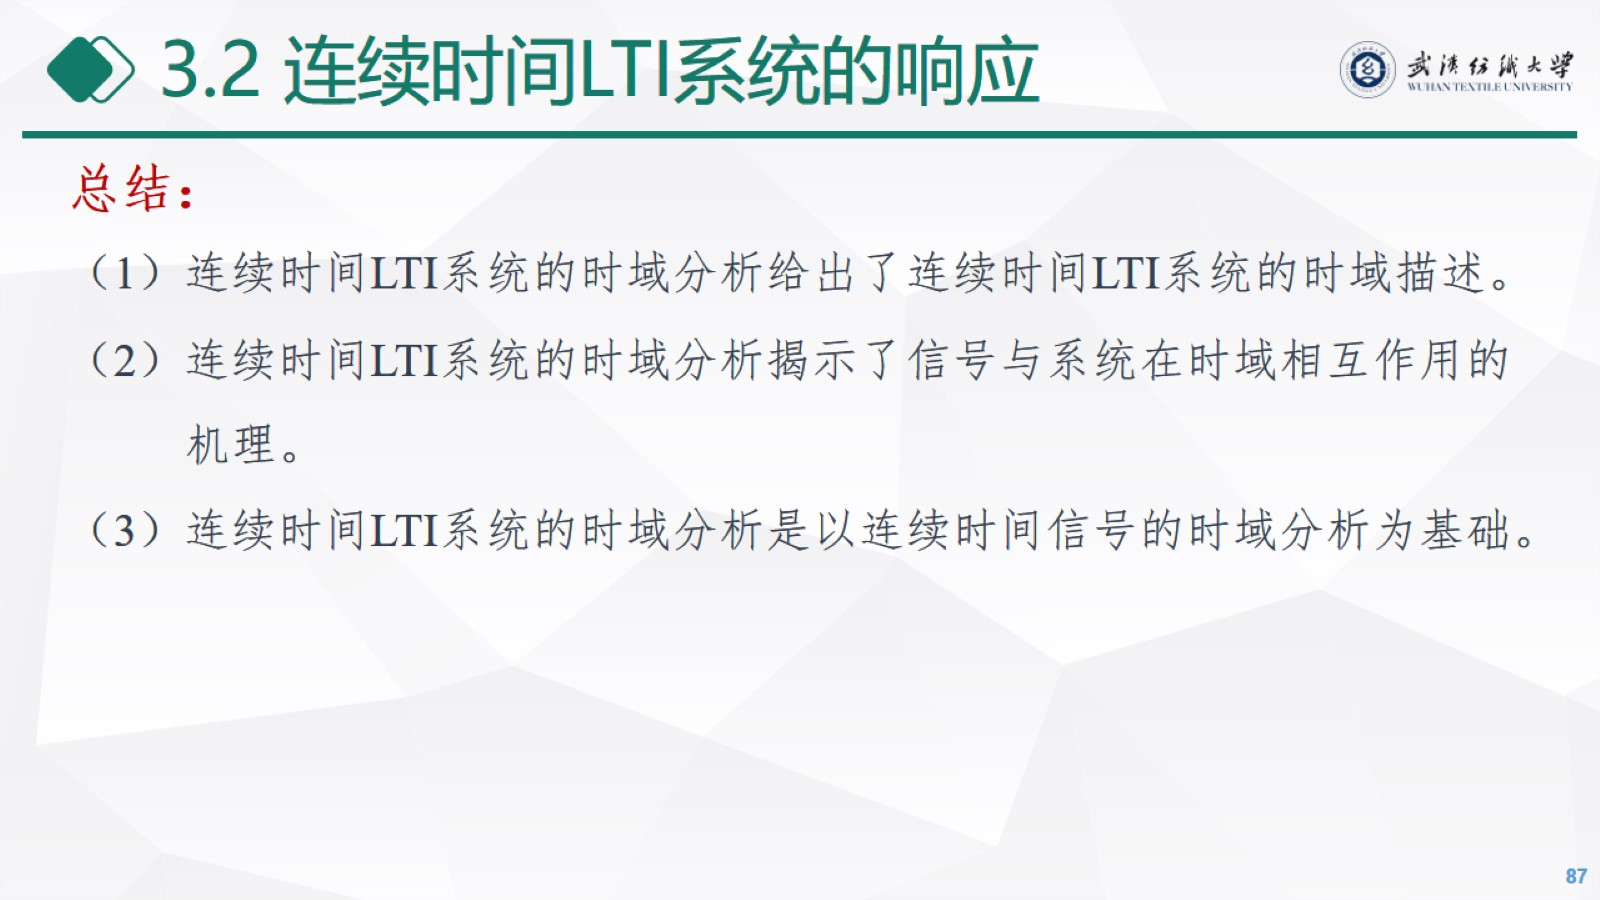 3.2 连续时间LTI系统的响应
武汉纺织大学
WUHAN TEXTILE UNIVERSITY
总结：
（1）连续时间LTI系统的时域分析给出了连续时间LTI系统的时域描述。
（2）连续时间LTI系统的时域分析揭示了信号与系统在时域相互作用的
机理。
（3）连续时间LTI系统的时域分析是以连续时间信号的时域分析为基础。
87